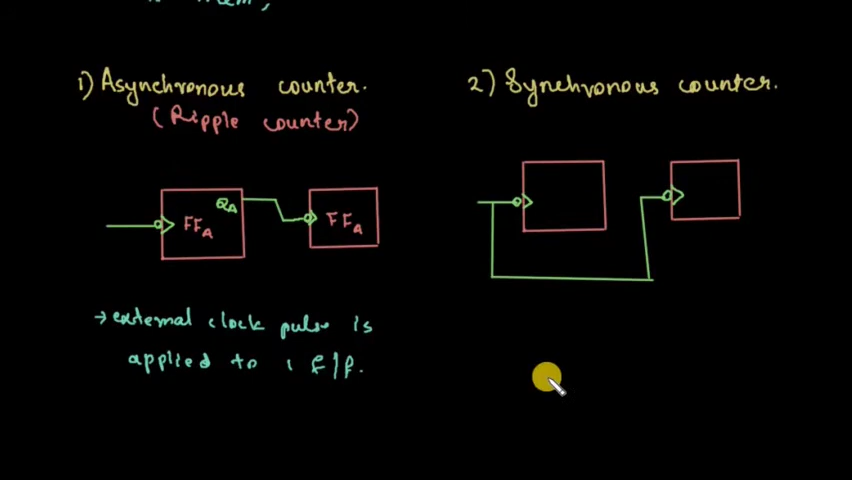 1) Asynchronous counter.
(Ripple counter)
2) Synchronous counter.
QA
FFA
FFA
→ external clock pulse is
applied to 1 f/f.